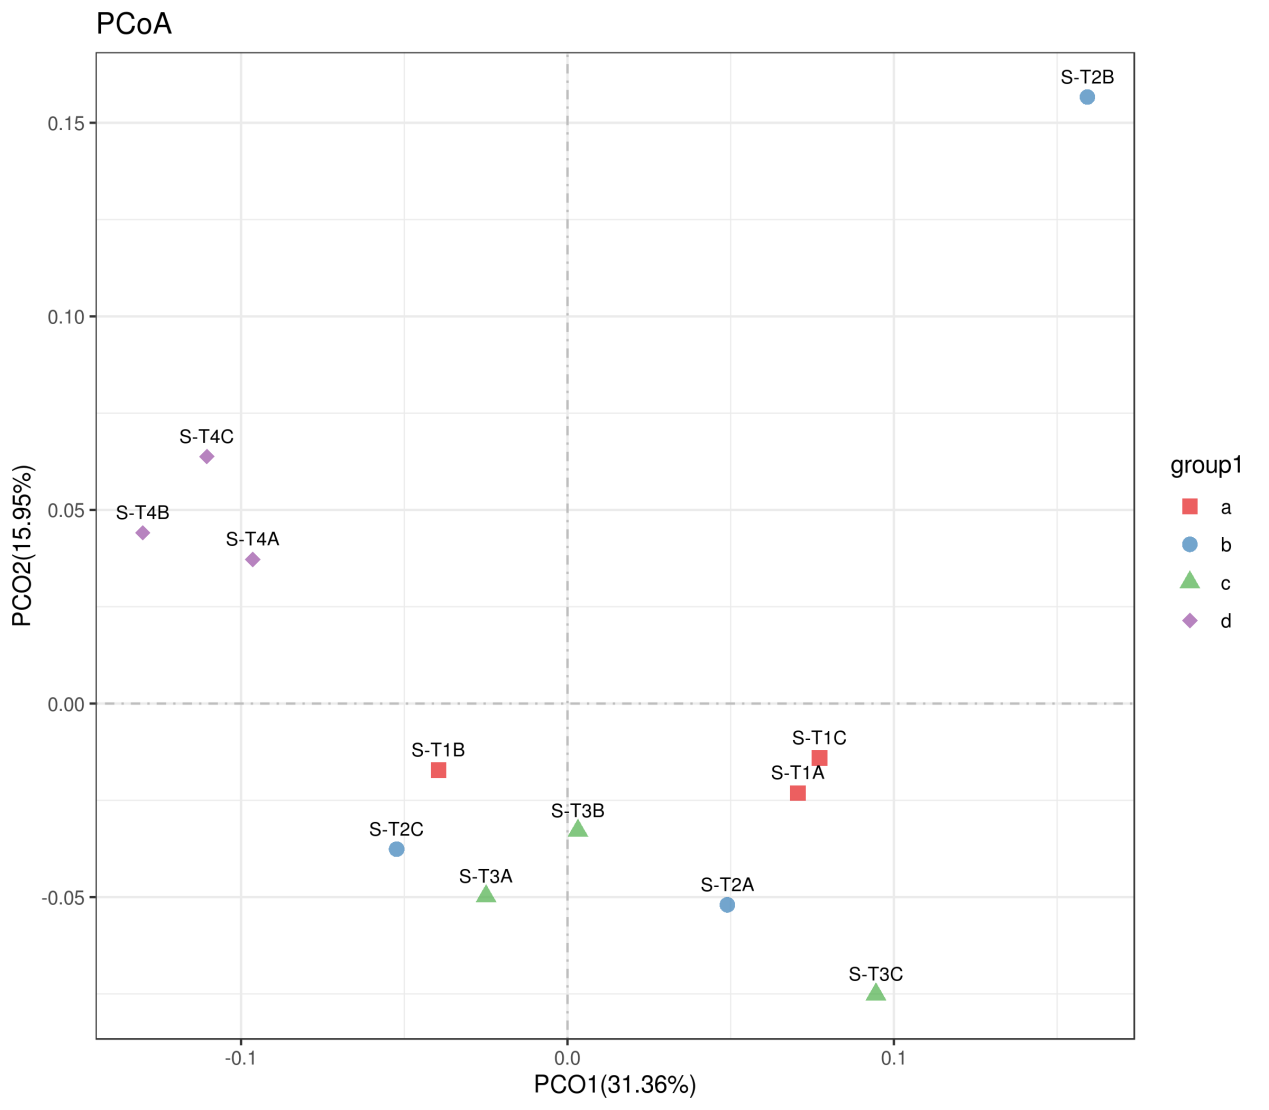 PCoA
S-T2B
0.15
0.10
S-T4C
S-T4B
0.05
S-T4A
0.00
S-T1C
S-T1B
S-T1A
S-T3B
S-T2C
S-T3A
S-T2A
-0.05
S-T3C
-0.1
0.0
0.1
PCO1(31.36%)
PCO2(15.95%)
group1
a
b
c
d